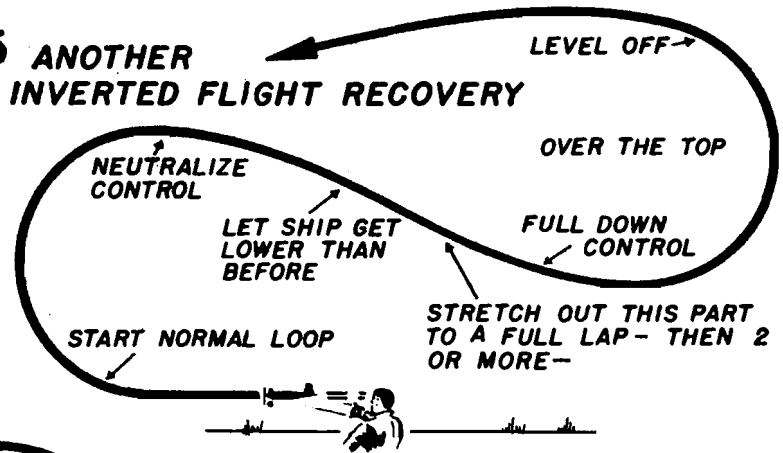 5 ANOTHER
INVERTED FLIGHT RECOVERY
LEVEL OFF
OVER THE TOP
NEUTRALIZE
CONTROL
LET SHIP GET
LOWER THAN
BEFORE
FULL DOWN
CONTROL
STRETCH OUT THIS PART
TO A FULL LAP - THEN 2
OR MORE-
START NORMAL LOOP